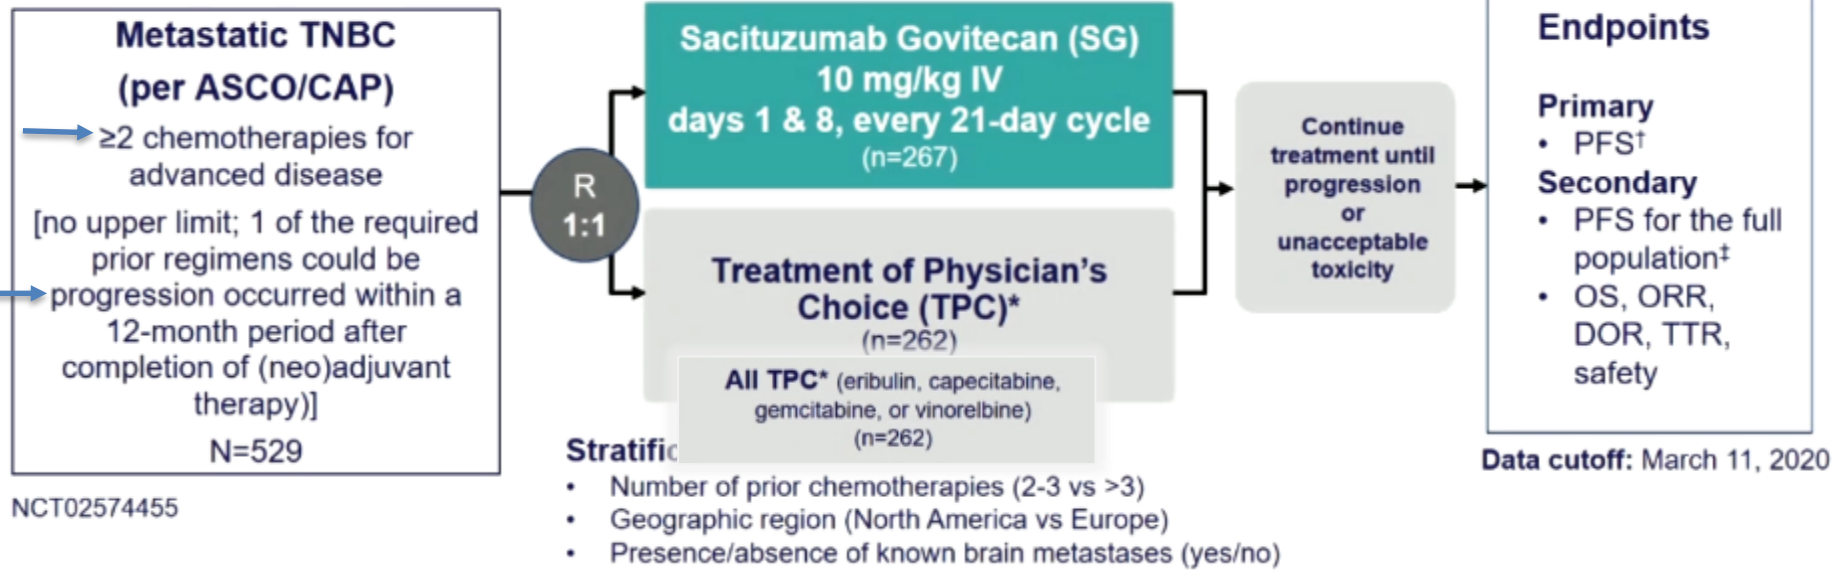 Metastatic TNBC
(per ASCO/CAP)
≥2 chemotherapies for
advanced disease
[no upper limit; 1 of the required
prior regimens could be
progression occurred within a
12-month period after
completion of (neo)adjuvant
therapy)]
N=529
NCT02574455
R
1:1
Sacituzumab Govitecan (SG)
10 mg/kg IV
days 1 & 8, every 21-day cycle
(n=267)
Treatment of Physician's
Choice (TPC)*
(n=262)
All TPC* (eribulin, capecitabine,
gemcitabine, or vinorelbine)
(n=262)
• Number of prior chemotherapies (2-3 vs >3)
• Geographic region (North America vs Europe)
• Presence/absence of known brain metastases (yes/no)
Continue
treatment until
progression
or
unacceptable
toxicity
Endpoints
Primary
• PFS†
Secondary
• PFS for the full
population‡
• OS, ORR,
DOR, TTR,
safety
Data cutoff: March 11, 2020